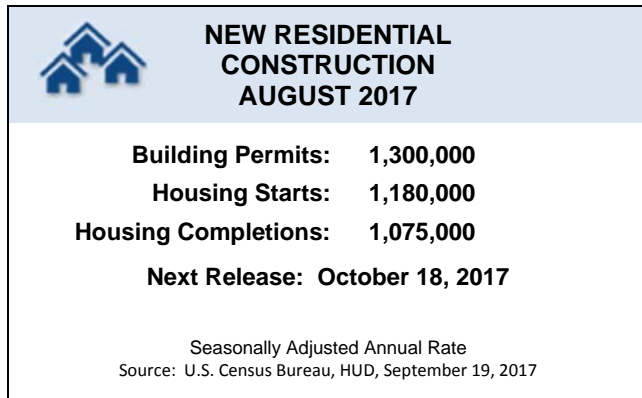 NEW RESIDENTIAL
CONSTRUCTION
AUGUST 2017
Building Permits: 1,300,000
Housing Starts: 1,180,000
Housing Completions: 1,075,000
Next Release: October 18, 2017
Seasonally Adjusted Annual Rate
Source: U.S. Census Bureau, HUD, September 19, 2017